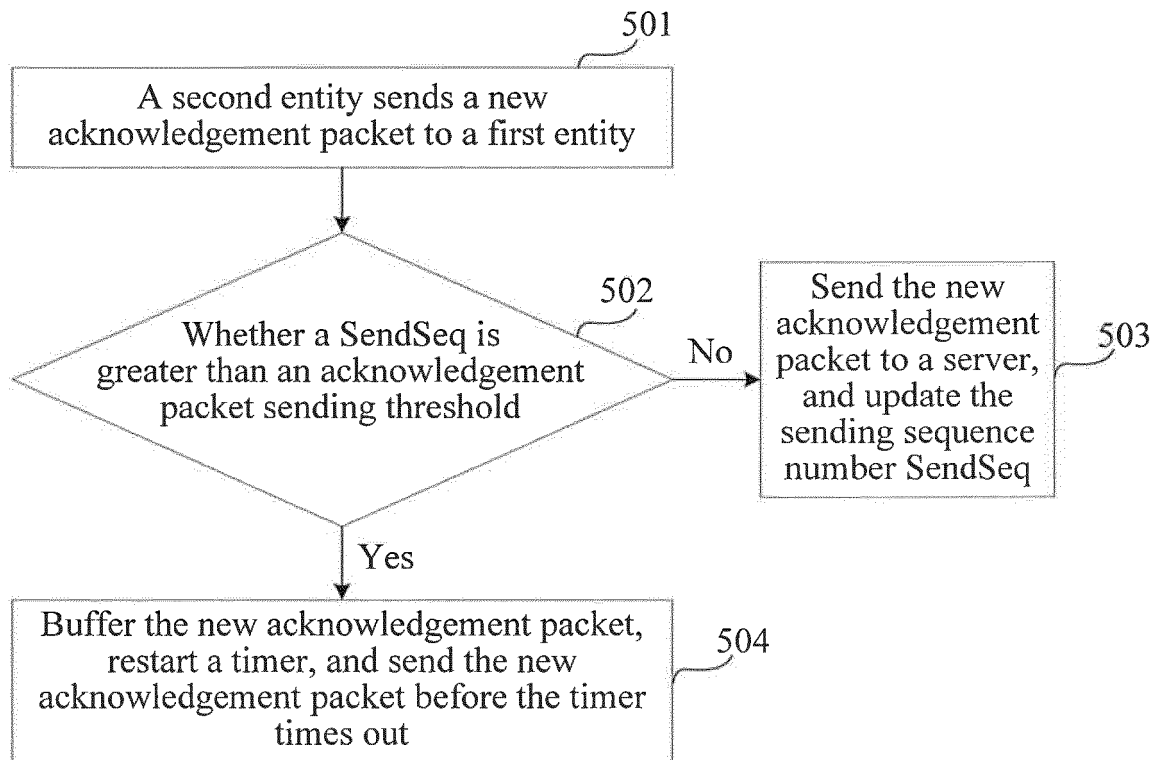 501
A second entity sends a new
acknowledgement packet to a first entity
502
Whether a SendSeq is
greater than an acknowledgement
packet sending threshold
No
Send the new
acknowledgement
packet to a server,
and update the
sending sequence
number SendSeq
503
Yes
Buffer the new acknowledgement packet,
restart a timer, and send the new
acknowledgement packet before the timer
times out
504